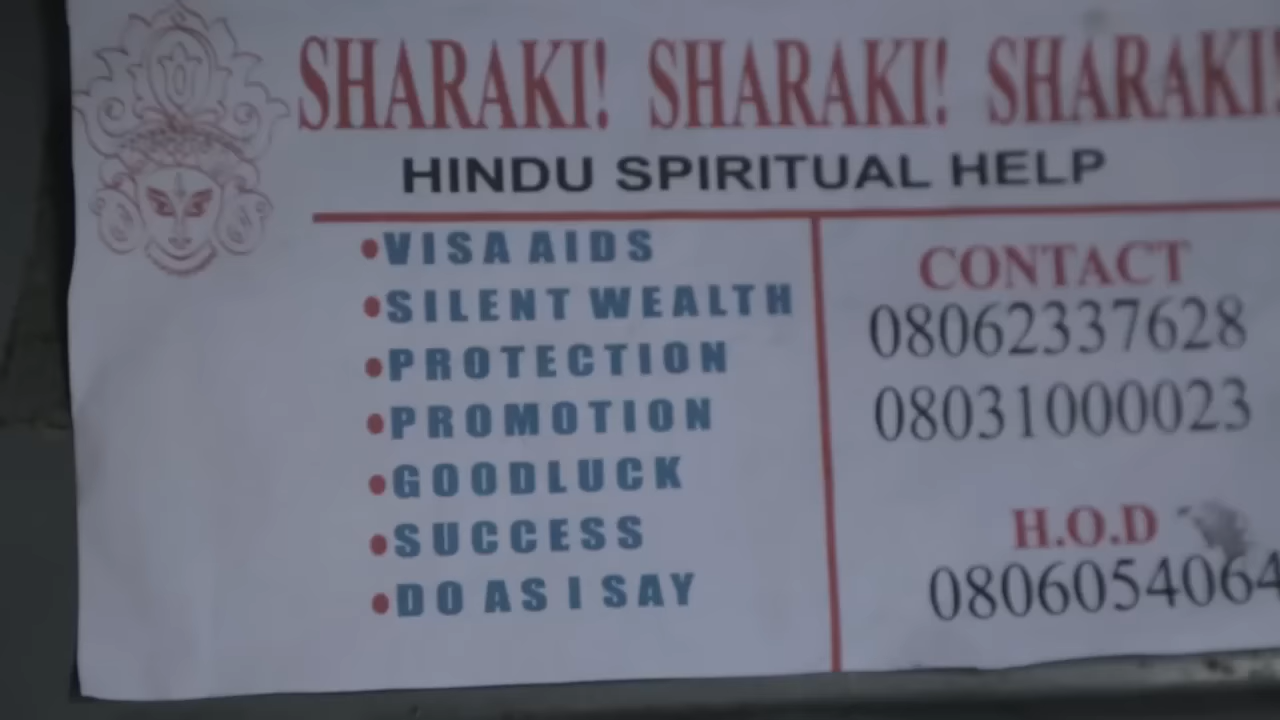 SHARAKI! SHARAKI! SHARAKI!
HINDU SPIRITUAL HELP
•VISA AIDS
•SILENT WEALTH
•PROTECTION
•PROMOTION
•GOODLUCK
•SUCCESS
•DO AS I SAY
CONTACT
08062337628
08031000023
H.O.D
0806054064